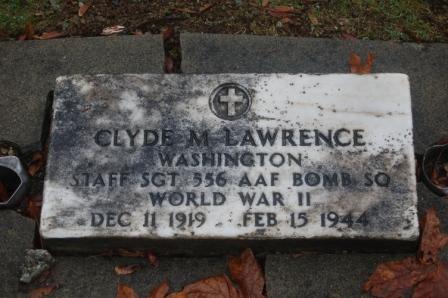 CLYDE M LAWRENCE
WASHINGTON
STAFF SGT 556 AAF BOMB SQ
WORLD WAR II
DEC 11 1919 FEB 15 1944